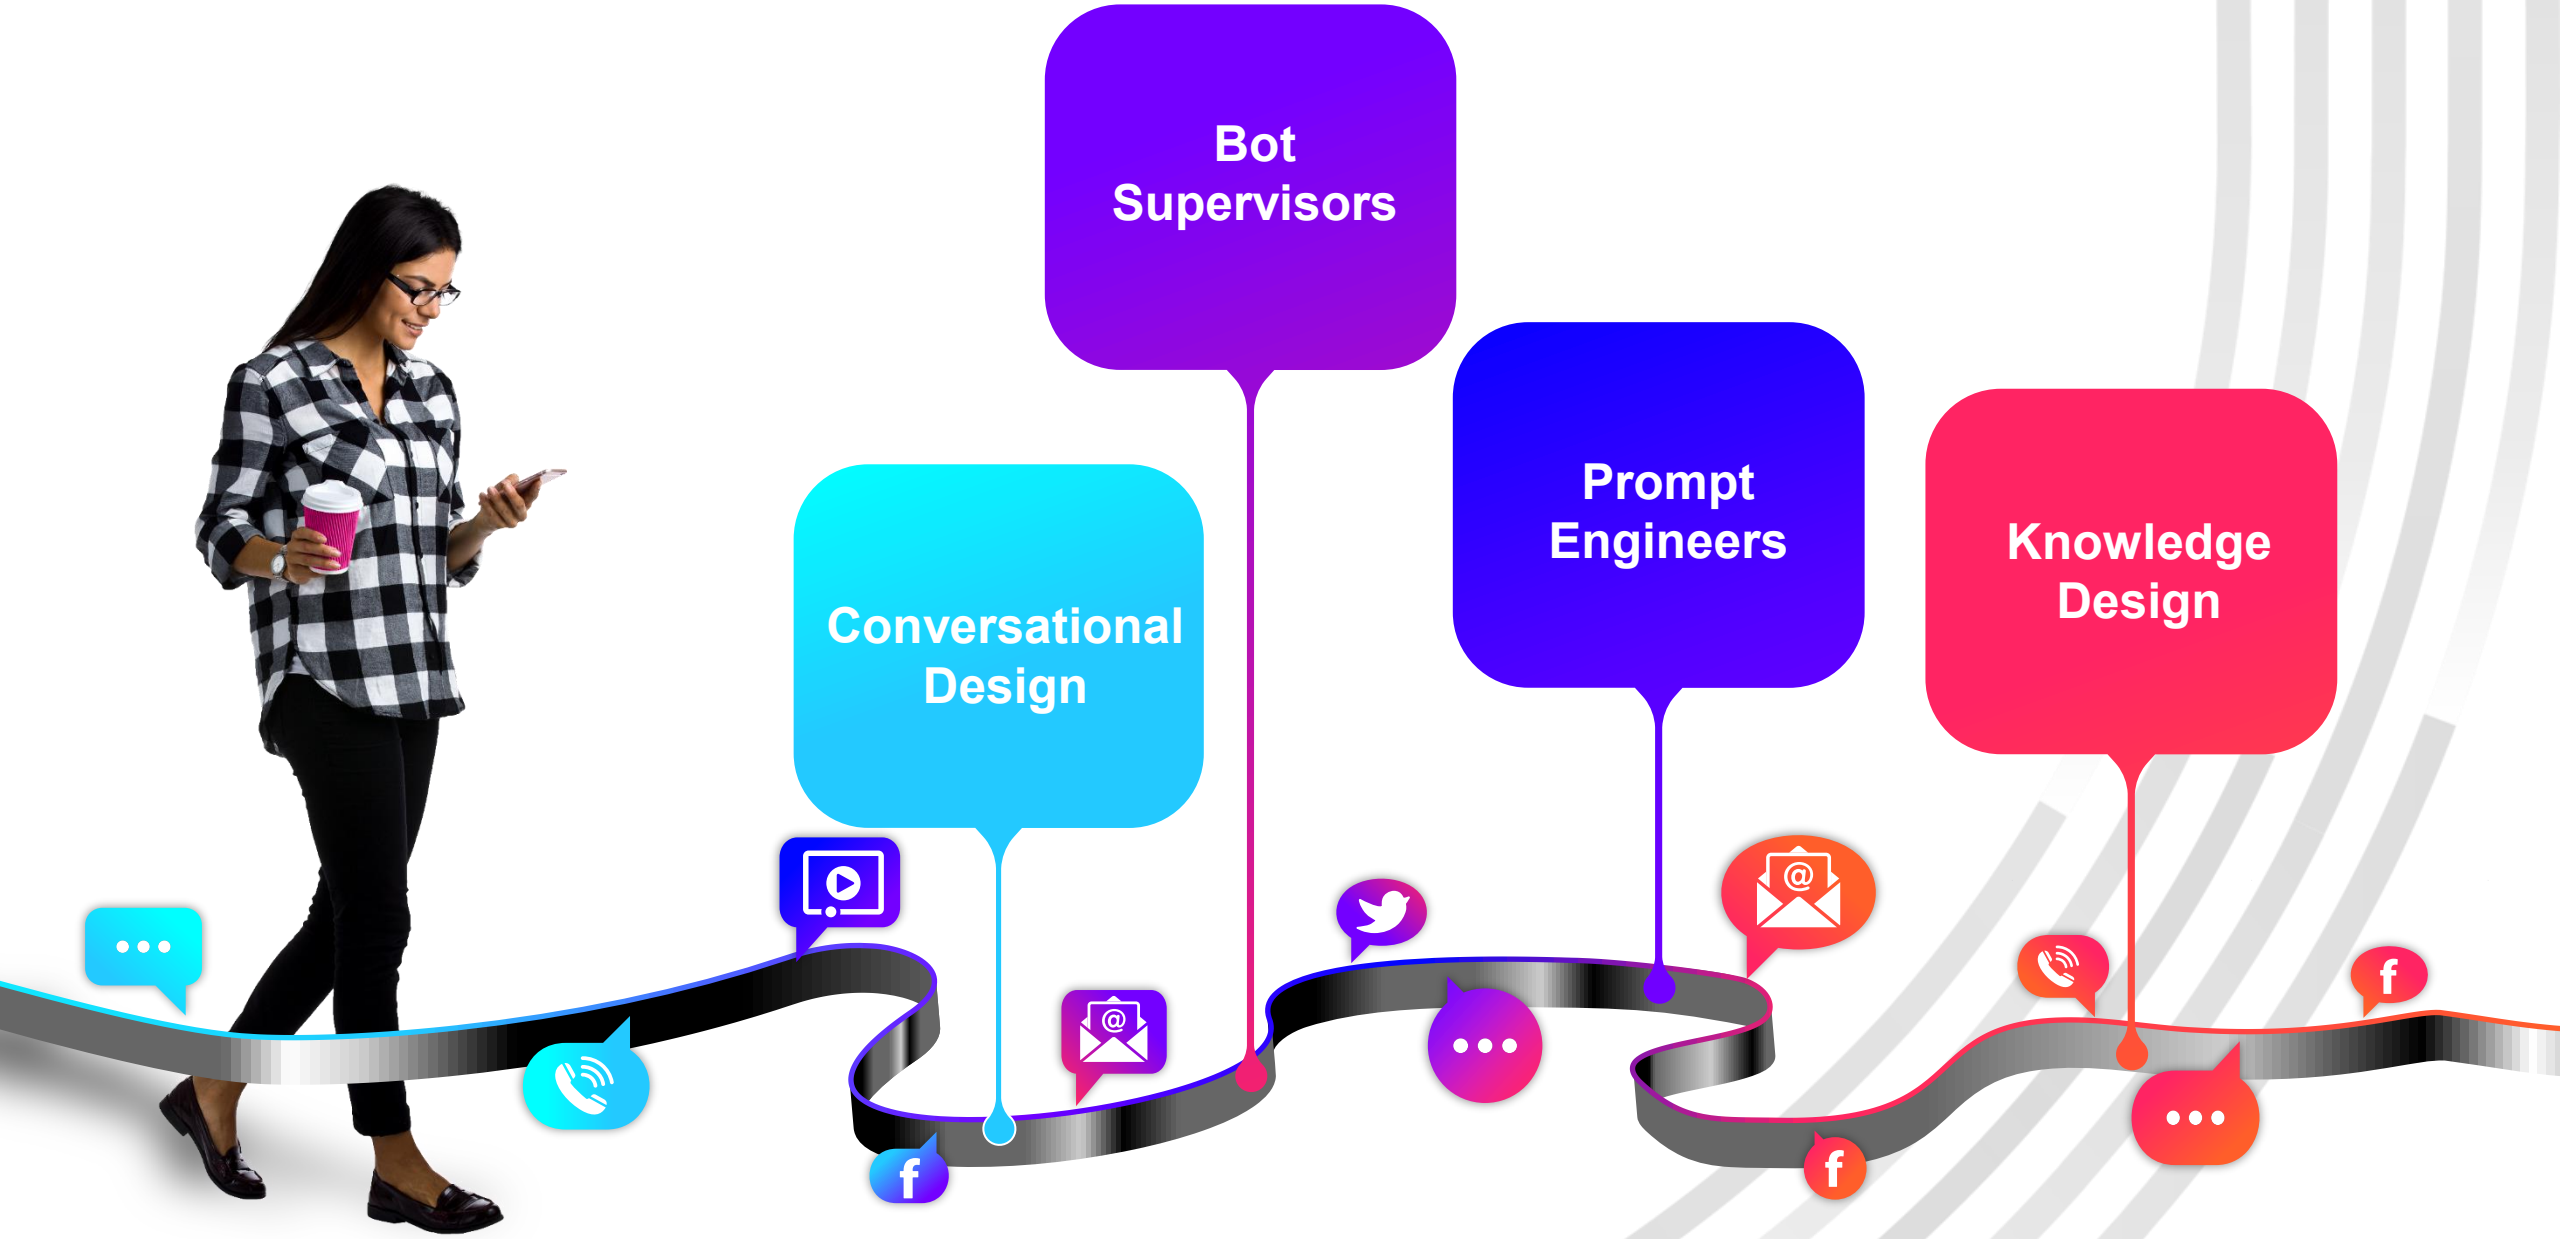 Bot
Supervisors
Prompt
Engineers
Knowledge
Design
Conversational
Design